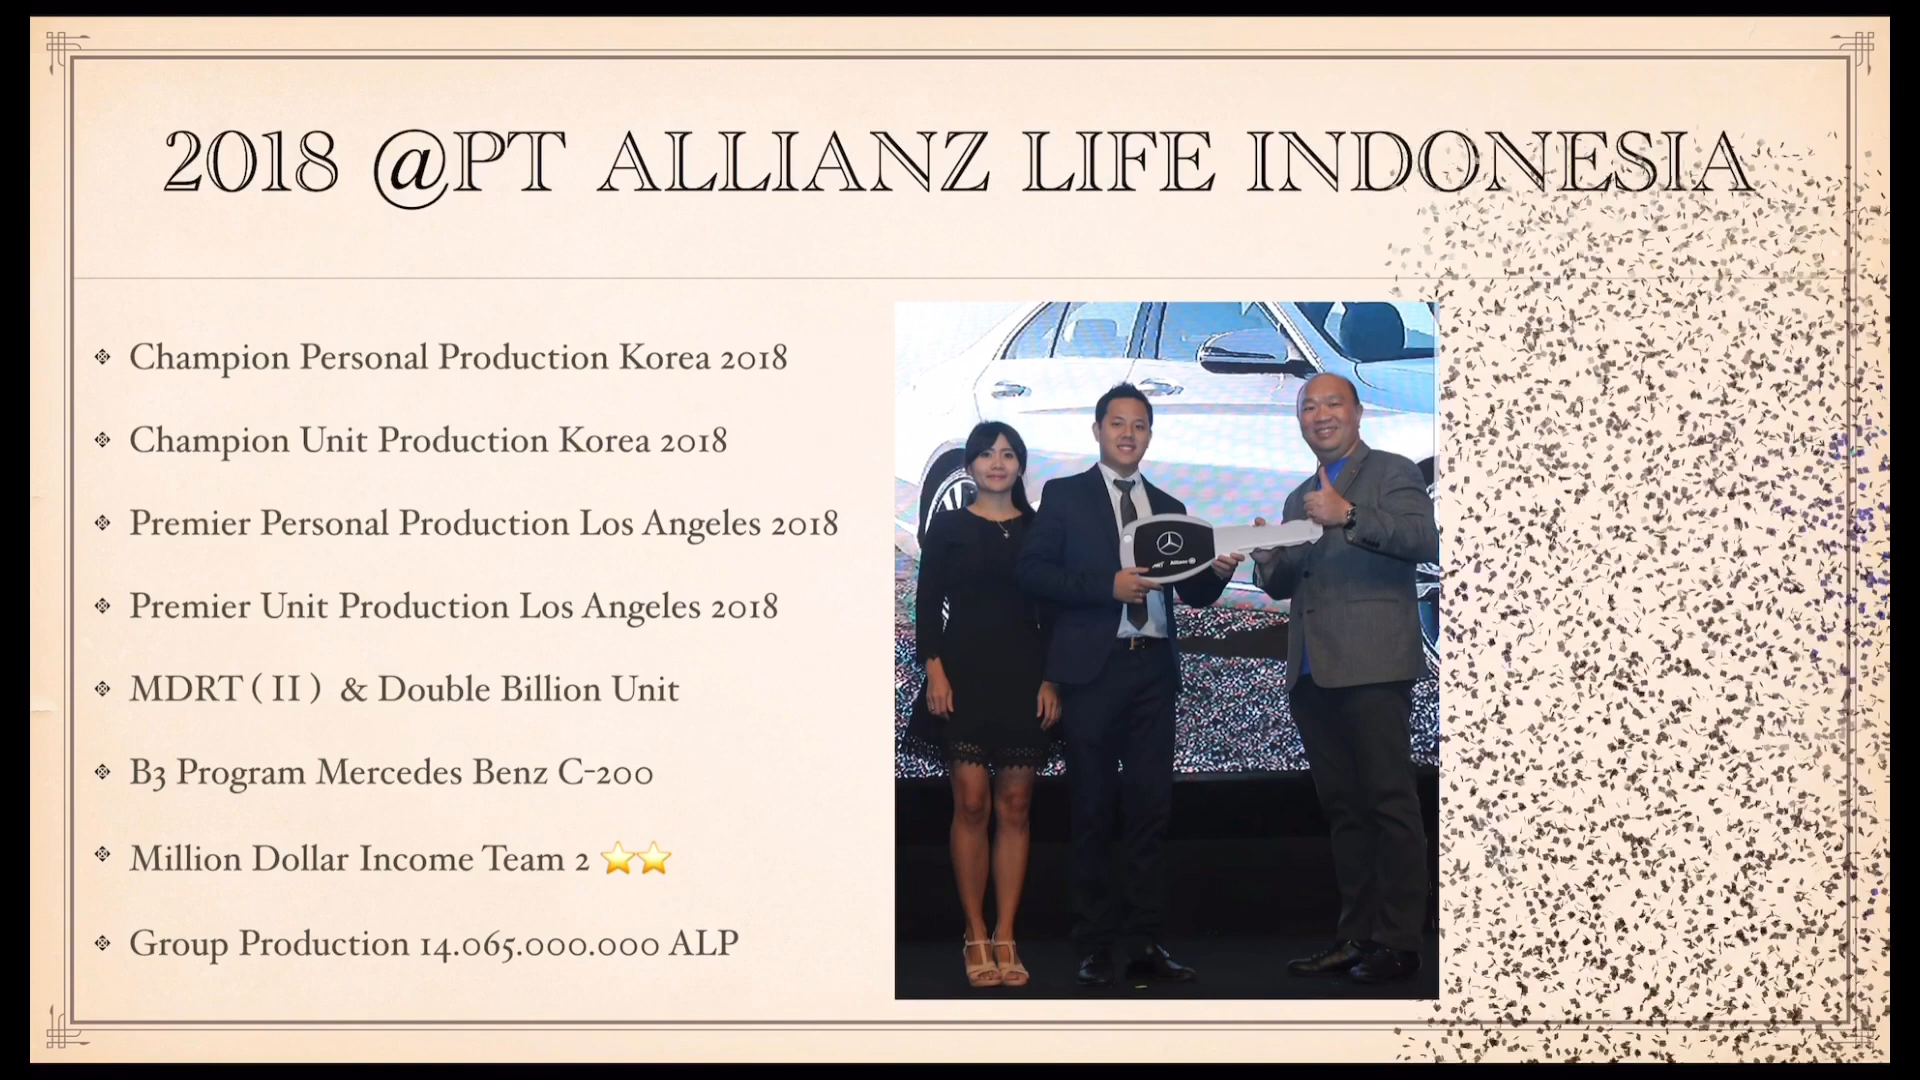 2018 @PT ALLIANZ LIFE INDONESIA
Champion Personal Production Korea 2018
Champion Unit Production Korea 2018
Premier Personal Production Los Angeles 2018
Premier Unit Production Los Angeles 2018
MDRT ( II ) & Double Billion Unit
B3 Program Mercedes Benz C-200
Million Dollar Income Team 2 ⭐⭐
Group Production 14.065.000.000 ALP
Allianz